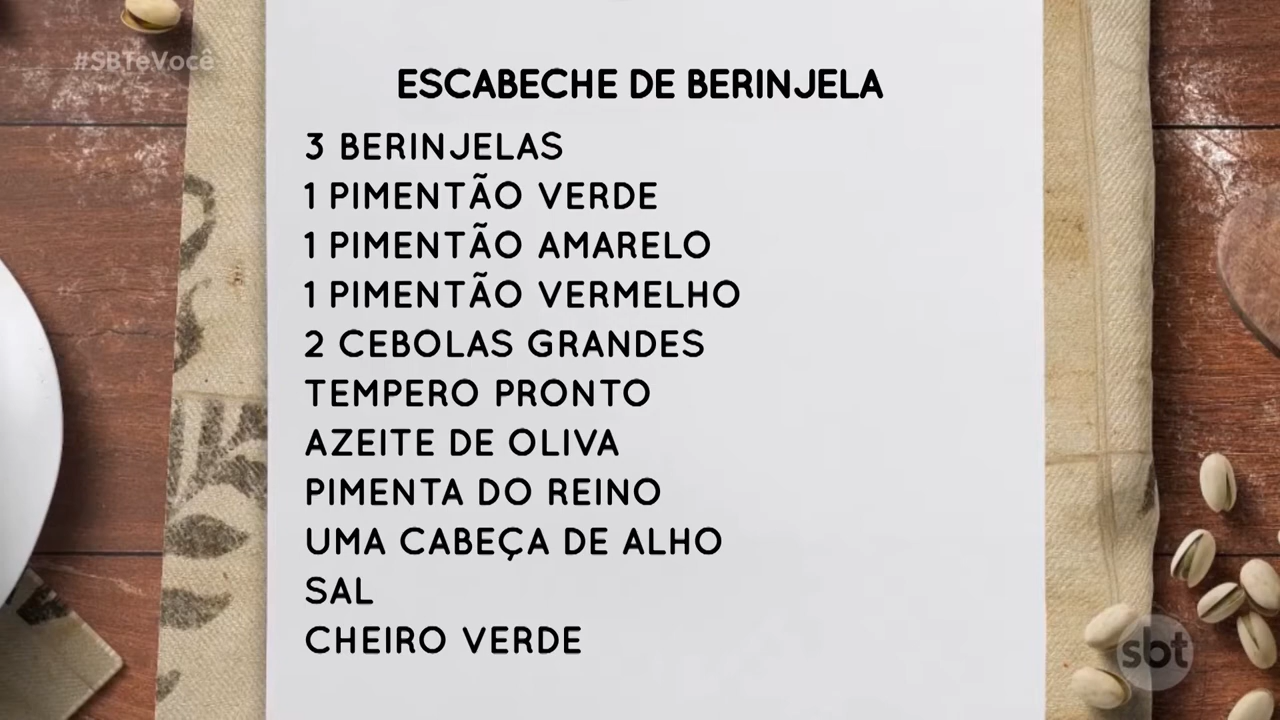 #SBTeVocê
ESCABECHE DE BERINJELA
3 BERINJELAS
1 PIMENTÃO VERDE
1 PIMENTÃO AMARELO
1 PIMENTÃO VERMELHO
2 CEBOLAS GRANDES
TEMPERO PRONTO
AZEITE DE OLIVA
PIMENTA DO REINO
UMA CABEÇA DE ALHO
SAL
CHEIRO VERDE
sbt